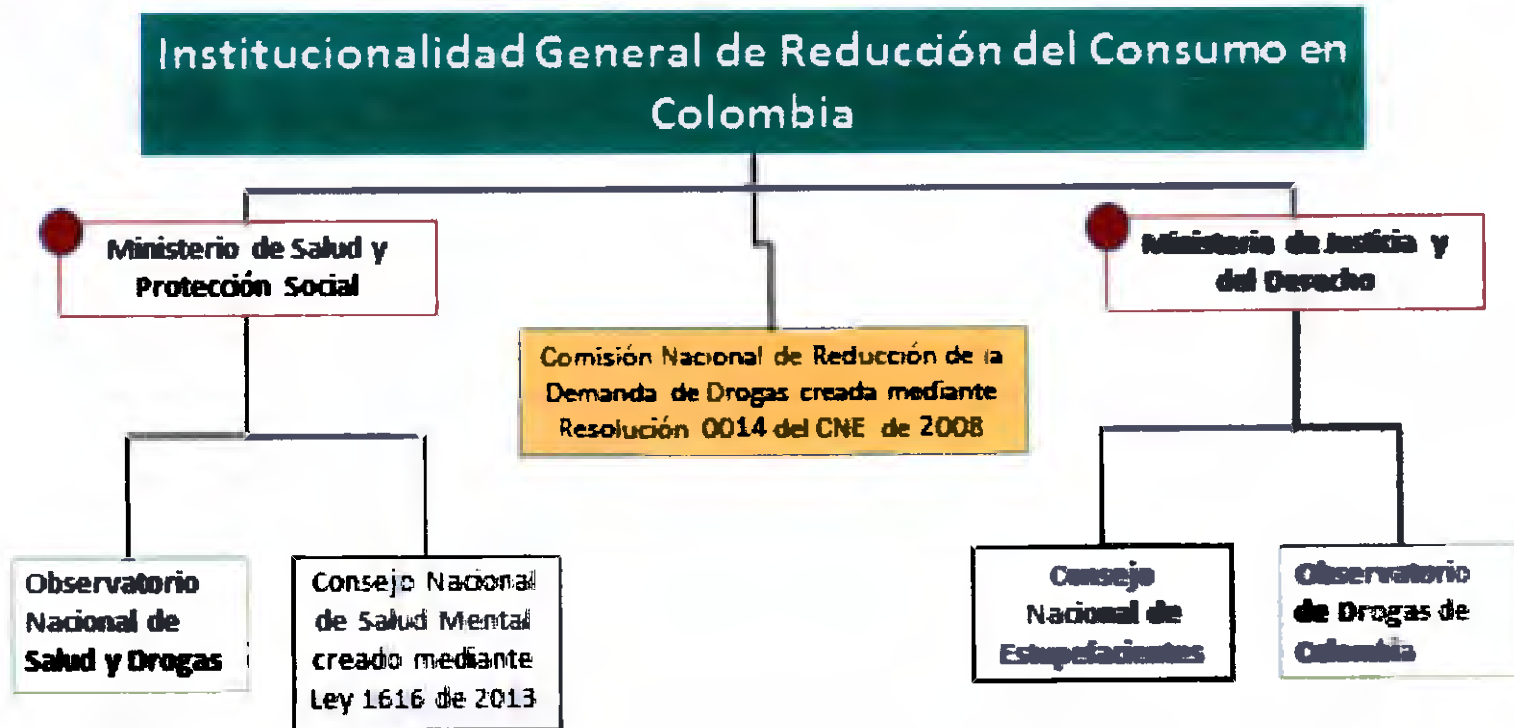 Institucionalidad General de Reducción del Consumo en
Colombia
Ministerio de Salud y
Protección Social
Ministerio de Justicia y
del Derecho
Comisión Nacional de Reducción de la
Demanda de Drogas creada mediante
Resolución 0014 del CNE de 2008
Observatorio
Nacional de
Salud y Drogas
Consejo Nacional
de Salud Mental
creado mediante
Ley 1616 de 2013
Consejo
Nacional de
Estupefacientes
Observatorio
de Drogas de
Colombia